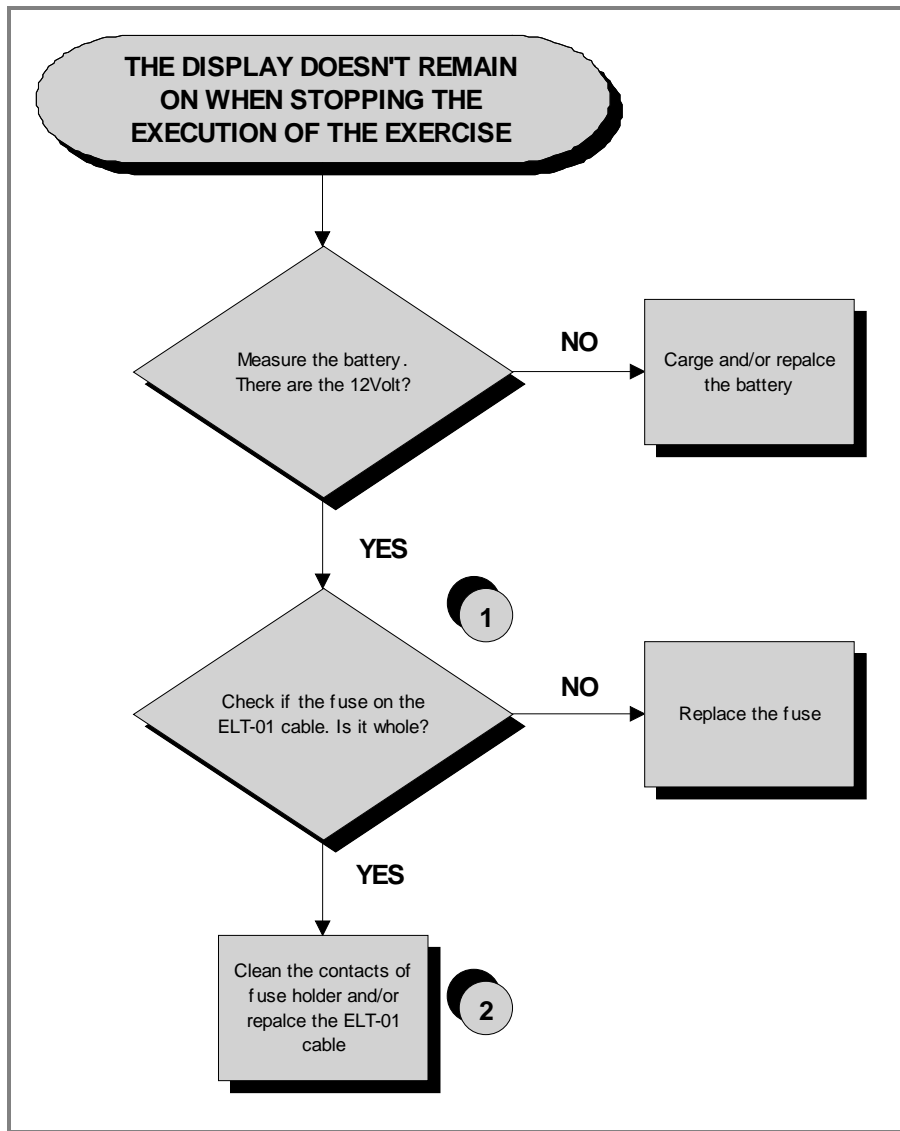 THE DISPLAY DOESN'T REMAIN
ON WHEN STOPPING THE
EXECUTION OF THE EXERCISE
Measure the battery.
There are the 12Volt?
NO
Carge and/or repalce
the battery
YES
1
Check if the fuse on the
ELT-01 cable. Is it whole?
NO
Replace the fuse
YES
Clean the contacts of
fuse holder and/or
repalce the ELT-01
cable
2